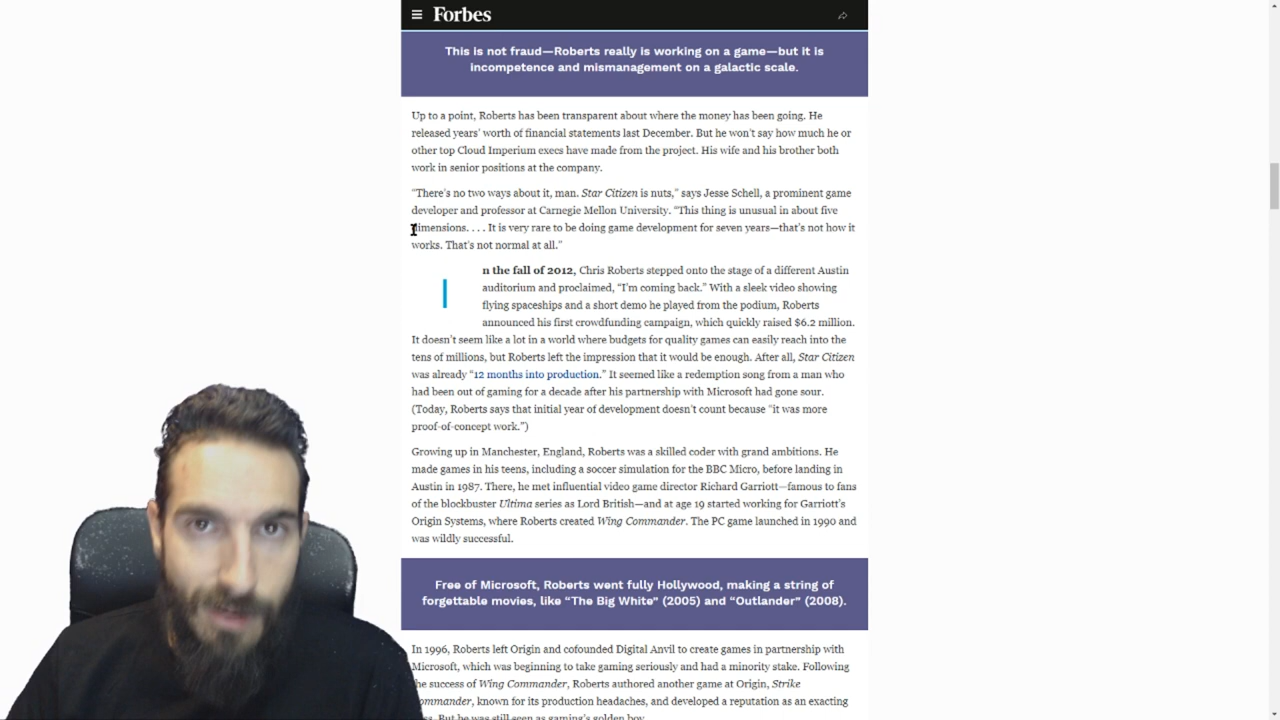 Forbes
This is not fraud—Roberts really is working on a game—but it is
incompetence and mismanagement on a galactic scale.
Up to a point, Roberts has been transparent about where the money has been going. He
released years’ worth of financial statements last December. But he won’t say how much he or
other top Cloud Imperium execs have made from the project. His wife and his brother both
work in senior positions at the company.
“There’s no two ways about it, man. Star Citizen is nuts,” says Jesse Schell, a prominent game
developer and professor at Carnegie Mellon University. “This thing is unusual in about five
dimensions. . . . It is very rare to be doing game development for seven years—that’s not how it
works. That’s not normal at all.”
I
n the fall of 2012, Chris Roberts stepped onto the stage of a different Austin
auditorium and proclaimed, “I’m coming back.” With a sleek video showing
flying spaceships and a short demo he played from the podium, Roberts
announced his first crowdfunding campaign, which quickly raised $6.2 million.
It doesn’t seem like a lot in a world where budgets for quality games can easily reach into the
tens of millions, but Roberts left the impression that it would be enough. After all, Star Citizen
was already “12 months into production.” It seemed like a redemption song from a man who
had been out of gaming for a decade after his partnership with Microsoft had gone sour.
(Today, Roberts says that initial year of development doesn’t count because “it was more
proof-of-concept work.”)
Growing up in Manchester, England, Roberts was a skilled coder with grand ambitions. He
made games in his teens, including a soccer simulation for the BBC Micro, before landing in
Austin in 1987. There, he met influential video game director Richard Garriott—famous to fans
of the blockbuster Ultima series as Lord British—and at age 19 started working for Garriott’s
Origin Systems, where Roberts created Wing Commander. The PC game launched in 1990 and
was wildly successful.
Free of Microsoft, Roberts went fully Hollywood, making a string of
forgettable movies, like “The Big White” (2005) and “Outlander” (2008).
In 1996, Roberts left Origin and cofounded Digital Anvil to create games in partnership with
Microsoft, which was beginning to take gaming seriously and had a minority stake. Following
the success of Wing Commander, Roberts authored another game at Origin, Strike
Commander, known for its production headaches, and developed a reputation as an exacting
But he was still seen as gaming’s golden boy.